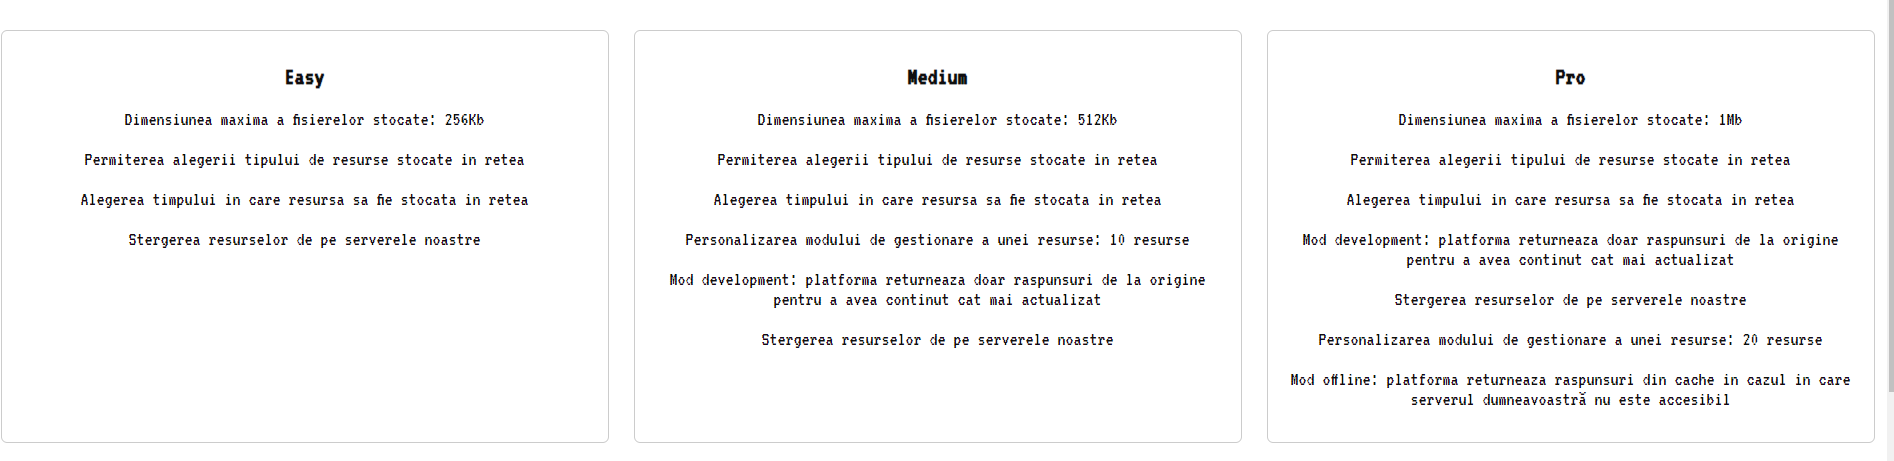 Easy
Dimensiunea maxima a fisierelor stocate: 256Kb
Permiterea alegerii tipului de resurse stocate in retea
Alegerea timpului in care resursa sa fie stocata in retea
Stergerea resurselor de pe serverele noastre
Medium
Dimensiunea maxima a fisierelor stocate: 512Kb
Permiterea alegerii tipului de resurse stocate in retea
Alegerea timpului in care resursa sa fie stocata in retea
Personalizarea modului de gestionare a unei resurse: 10 resurse
Mod development: platforma returneaza doar raspunsuri de la origine
pentru a avea continut cat mai actualizat
Stergerea resurselor de pe serverele noastre
Pro
Dimensiunea maxima a fisierelor stocate: 1Mb
Permiterea alegerii tipului de resurse stocate in retea
Alegerea timpului in care resursa sa fie stocata in retea
Mod development: platforma returneaza doar raspunsuri de la origine
pentru a avea continut cat mai actualizat
Stergerea resurselor de pe serverele noastre
Personalizarea modului de gestionare a unei resurse: 20 resurse
Mod offline: platforma returneaza raspunsuri din cache in cazul in care
serverul dumneavoastră nu este accesibil